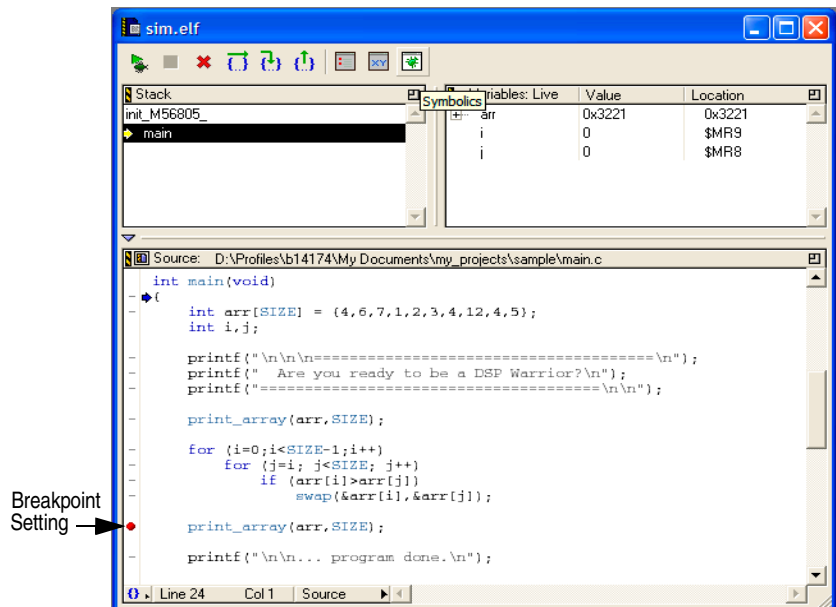 sim.elf
XY
Stack
Symbolics
riables: Live Value Location
init_M56805_
main
arr 0x3221 0x3221
i 0 $MR9
j 0 $MR8
Source: D:\Profiles\b14174\My Documents\my_projects\sample\main.c
int main(void)
{
int arr[SIZE] = {4,6,7,1,2,3,4,12,4,5};
int i,j;
printf("\n\n\n========================================\n");
printf("  Are you ready to be a DSP Warrior?\n");
printf("=======================================\n\n");
print_array(arr,SIZE);
for (i=0;i<SIZE-1;i++)
for (j=i; j<SIZE; j++)
if (arr[i]>arr[j])
swap(&arr[i],&arr[j]);
Breakpoint
Setting
print_array(arr,SIZE);
printf("\n\n... program done.\n");
Line 24 Col 1 Source